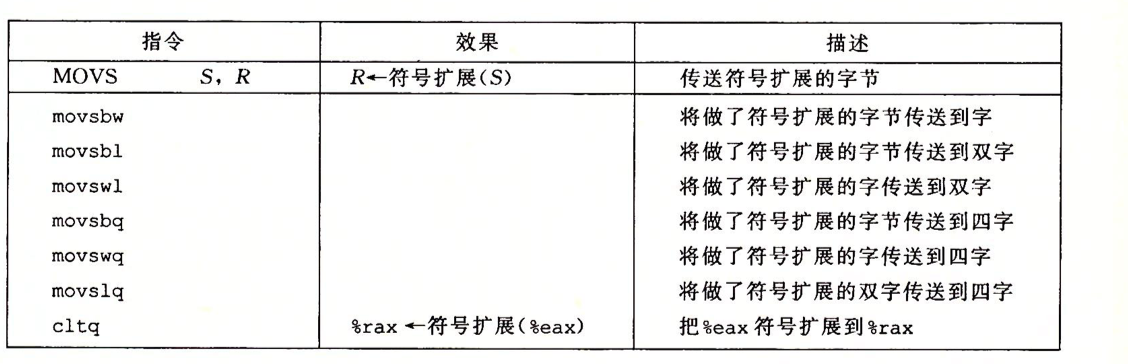 指令 效果 描述
MOVS S, R R←符号扩展(S) 传送符号扩展的字节
movsbw 将做了符号扩展的字节传送到字
movsbl 将做了符号扩展的字节传送到双字
movswl 将做了符号扩展的字传送到双字
movsbq 将做了符号扩展的字节传送到四字
movswq 将做了符号扩展的字传送到四字
movslq 将做了符号扩展的双字传送到四字
cltq %rax←符号扩展(%eax) 把%eax符号扩展到%rax